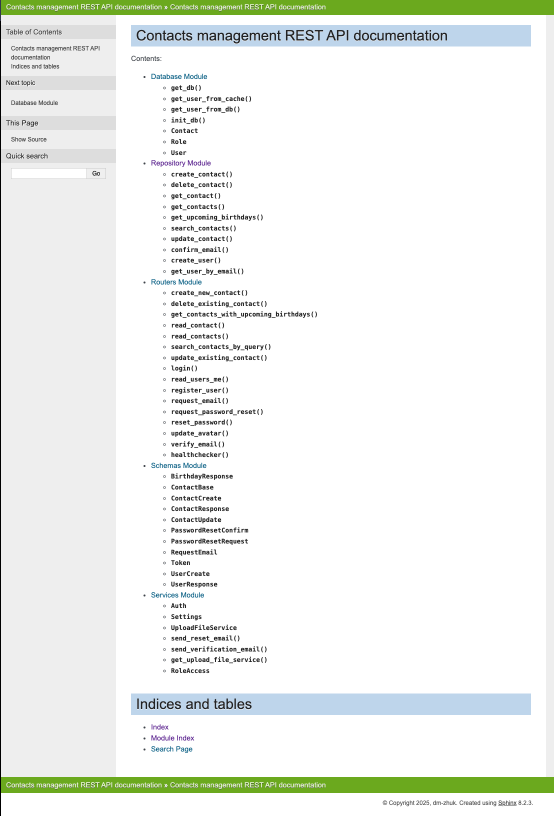 Contacts management REST API documentation » Contacts management REST API documentation
Table of Contents
Contacts management REST API
documentation
Indices and tables
Next topic
Database Module
This Page
Show Source
Quick search
Go
Contacts management REST API documentation
Contents:
Database Module
get_db()
get_user_from_cache()
get_user_from_db()
init_db()
Contact
Role
User
Repository Module
create_contact()
delete_contact()
get_contact()
get_contacts()
get_upcoming_birthdays()
search_contacts()
update_contact()
confirm_email()
create_user()
get_user_by_email()
Routers Module
create_new_contact()
delete_existing_contact()
get_contacts_with_upcoming_birthdays()
read_contact()
read_contacts()
search_contacts_by_query()
update_existing_contact()
login()
read_users_me()
register_user()
request_email()
request_password_reset()
reset_password()
update_avatar()
verify_email()
healthchecker()
Schemas Module
BirthdayResponse
ContactBase
ContactCreate
ContactResponse
ContactUpdate
PasswordResetConfirm
PasswordResetRequest
RequestEmail
Token
UserCreate
UserResponse
Services Module
Auth
Settings
UploadFileService
send_reset_email()
send_verification_email()
get_upload_file_service()
RoleAccess
Indices and tables
Index
Module Index
Search Page
Contacts management REST API documentation » Contacts management REST API documentation
© Copyright 2025, dm-zhuk. Created using Sphinx 8.2.3.